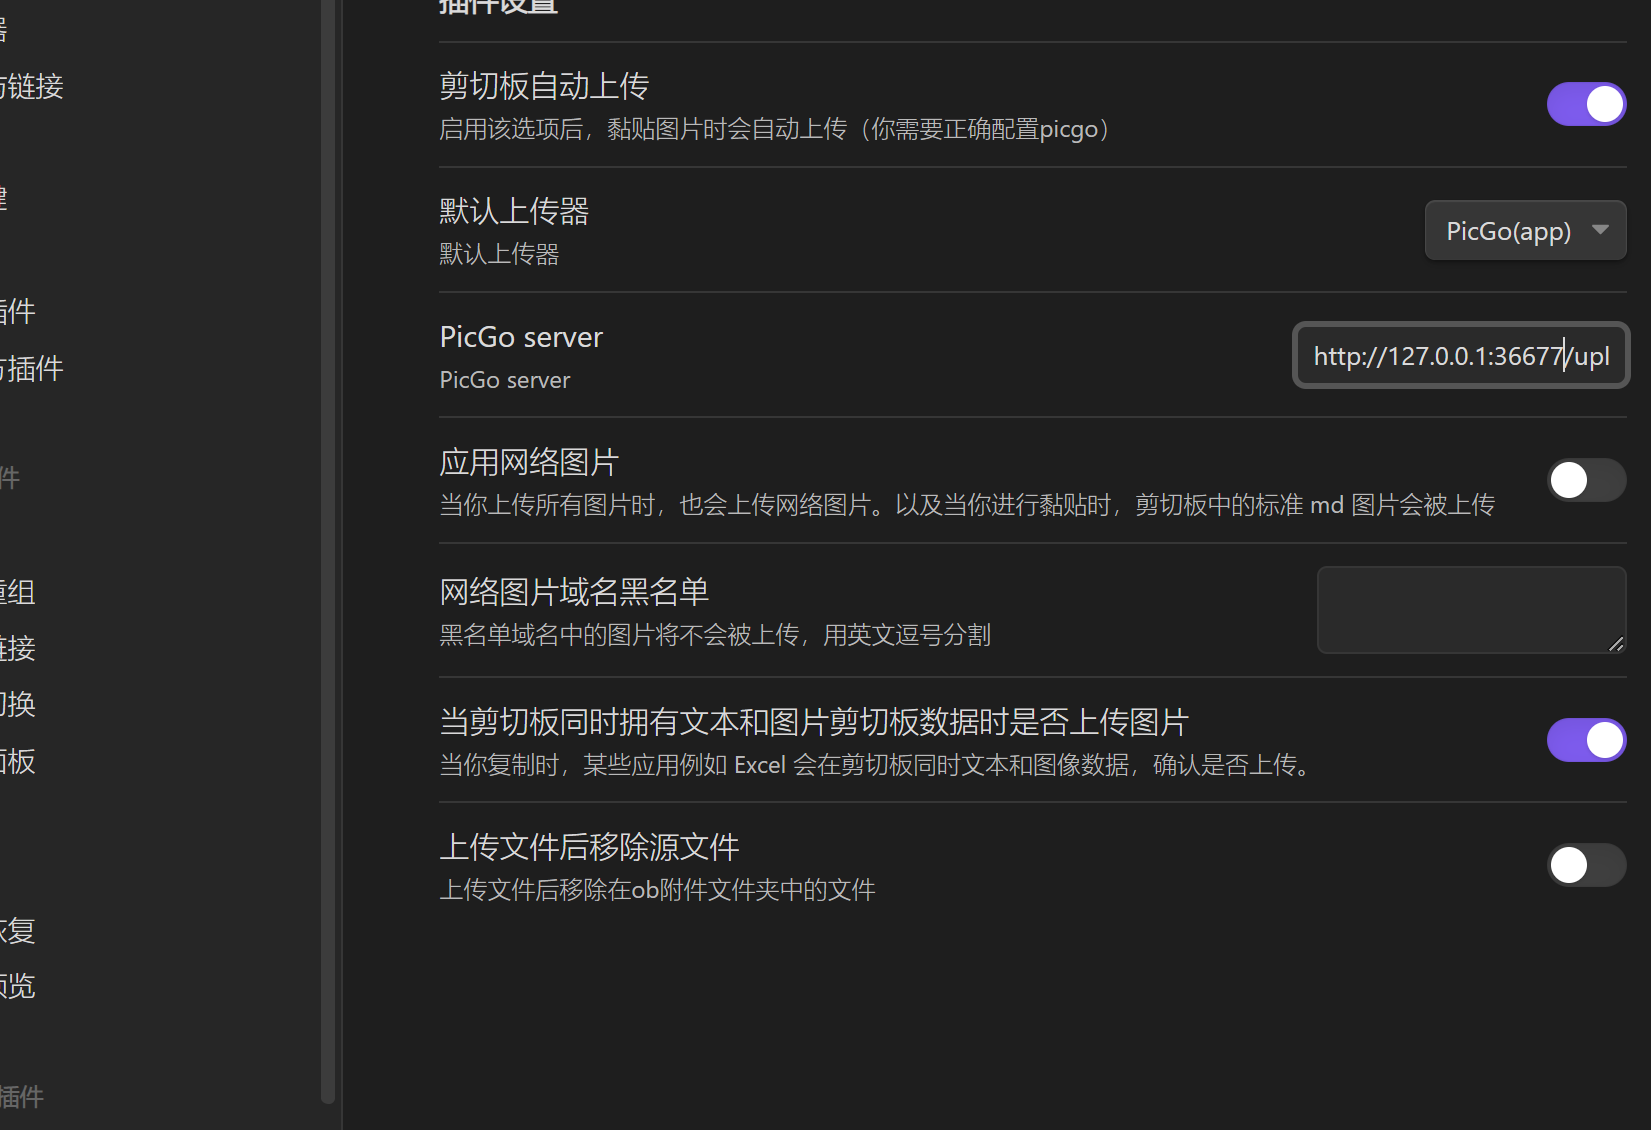 插件设置
剪切板自动上传
启用该选项后，黏贴图片时会自动上传（你需要正确配置picgo）
默认上传器
默认上传器
PicGo(app)
PicGo server
PicGo server
http://127.0.0.1:36677/upl
应用网络图片
当你上传所有图片时，也会上传网络图片。以及当你进行黏贴时，剪切板中的标准 md 图片会被上传
网络图片域名黑名单
黑名单域名中的图片将不会被上传，用英文逗号分割
当剪切板同时拥有文本和图片剪切板数据时是否上传图片
当你复制时，某些应用例如 Excel 会在剪切板同时文本和图像数据，确认是否上传。
上传文件后移除源文件
上传文件后移除在ob附件文件夹中的文件
器
链接
键
插件
插件
件
重组
链接
切换
面板
恢复
预览
插件